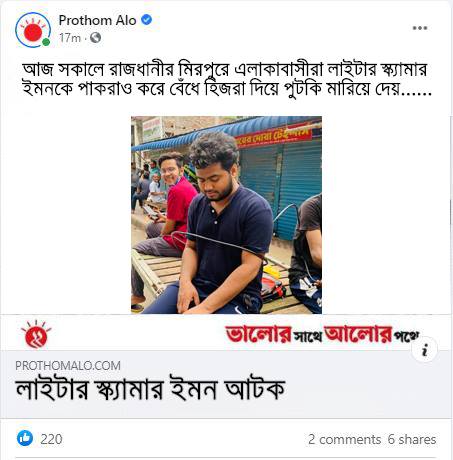 Prothom Alo
17m
আজ সকালে রাজধানীর মিরপুরে এলাকাবাসীরা লাইটার স্ক্যামার
ইমনকে পাকরাও করে বেঁধে হিজরা দিয়ে পুটকি মারিয়ে দেয়......
ভালোর সাথে আলোর পথে
PROTHOMALO.COM
লাইটার স্ক্যামার ইমন আটক
220
2 comments 6 shares